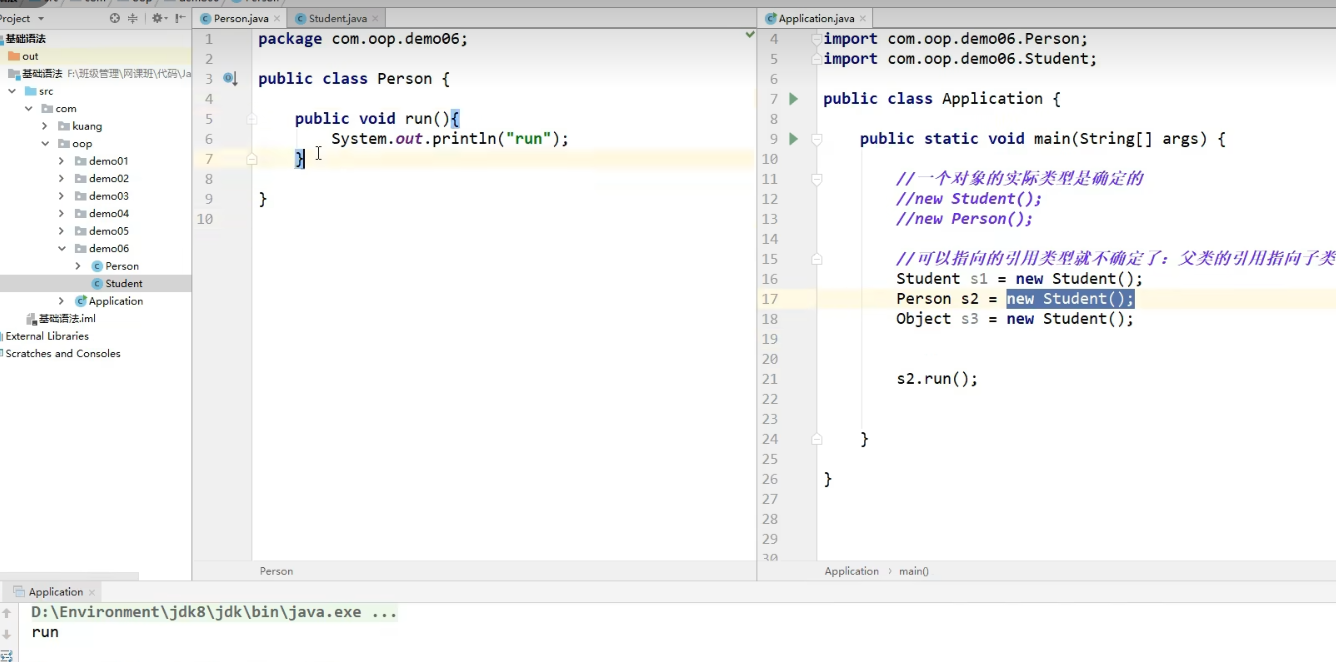 Project
基础语法
out
基础语法 F:\班级管理\网课班\代码\Ja
src
com
kuang
oop
demo01
demo02
demo03
demo04
demo05
demo06
Person
Student
Application
基础语法.iml
External Libraries
Scratches and Consoles
Person.java
Student.java
1 package com.oop.demo06;
2
3 public class Person {
4
5 public void run(){
6 System.out.println("run");
7 }
8
9 }
10
Person
Application.java
4 import com.oop.demo06.Person;
5 import com.oop.demo06.Student;
6
7 public class Application {
8
9 public static void main(String[] args) {
10
11 //一个对象的实际类型是确定的
12 //new Student();
13 //new Person();
14
15 //可以指向的引用类型就不确定了：父类的引用指向子类
16 Student s1 = new Student();
17 Person s2 = new Student();
18 Object s3 = new Student();
19
20
21 s2.run();
22
23
24 }
25
26 }
27
28
29
30
Application › main()
Application
D:\Environment\jdk8\jdk\bin\java.exe ...
run